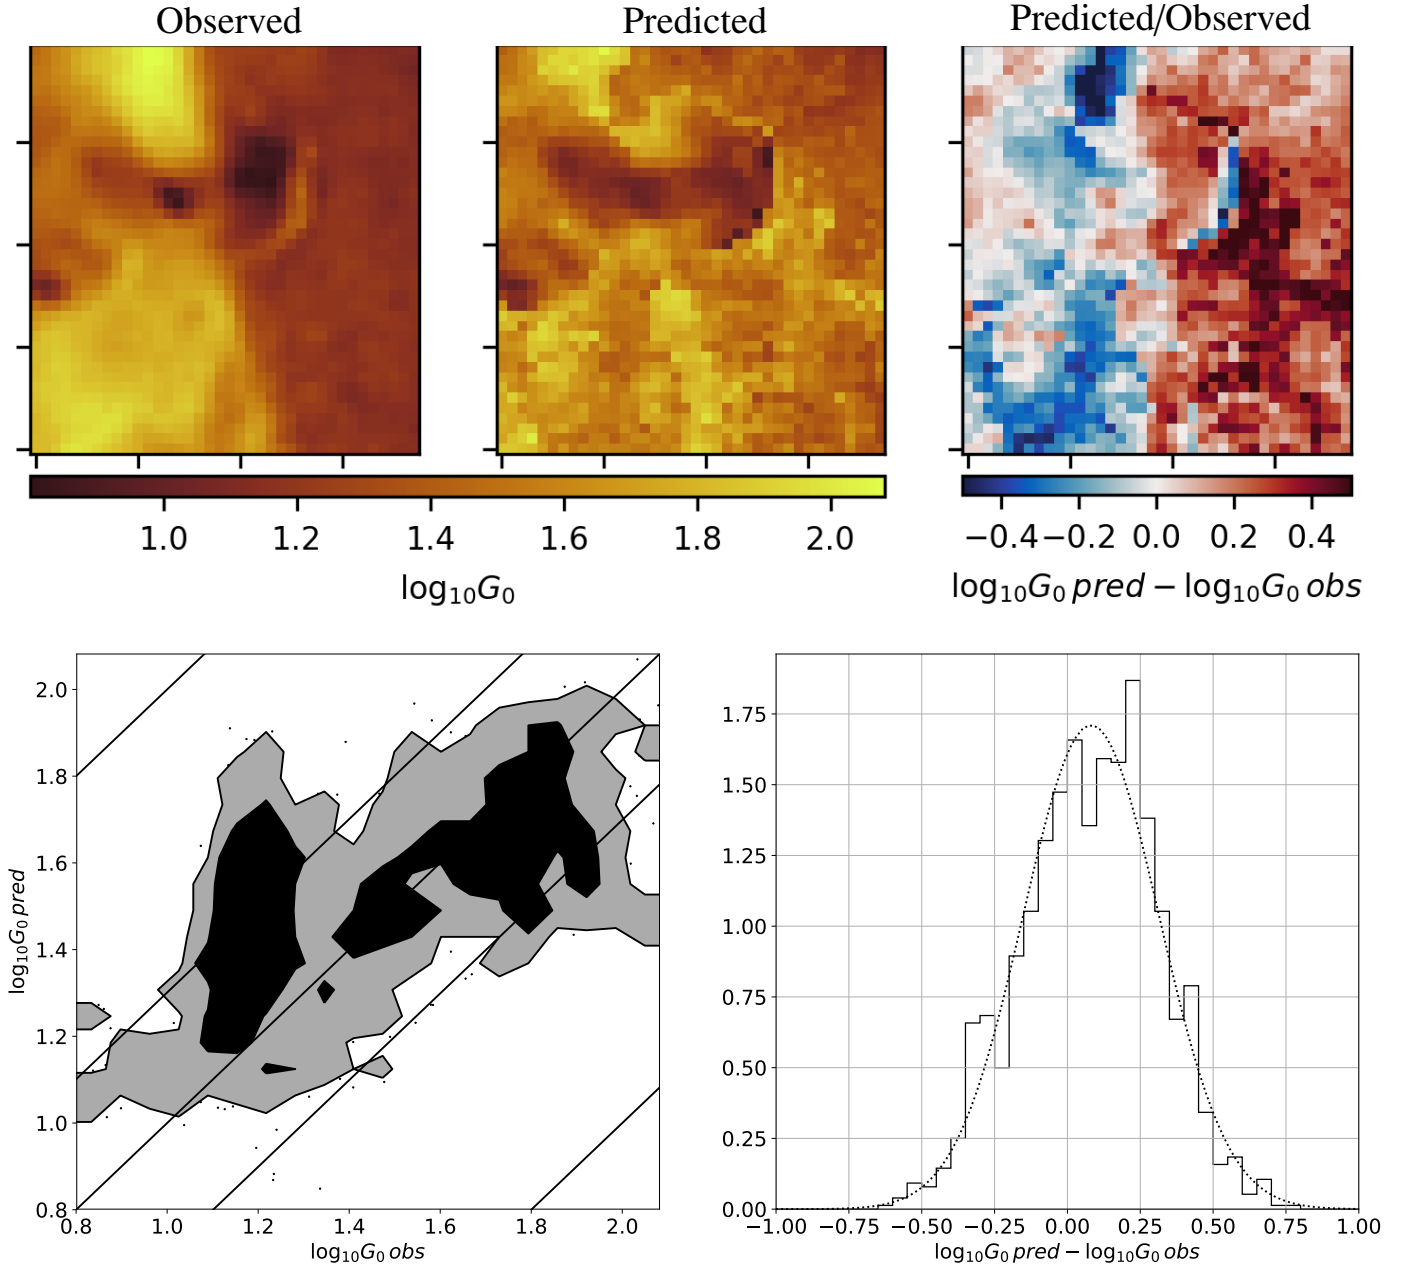 Observed Predicted Predicted/Observed
1.0 1.2 1.4 1.6 1.8 2.0
−0.4 −0.2 0.0 0.2 0.4
log₁₀G₀
log₁₀G₀ pred − log₁₀G₀ obs
2.0
1.8
1.6
1.4
1.2
1.0
0.8
log₁₀G₀ pred
0.8 1.0 1.2 1.4 1.6 1.8 2.0
log₁₀G₀ obs
1.75
1.50
1.25
1.00
0.75
0.50
0.25
0.00
−1.00 −0.75 −0.50 −0.25 0.00 0.25 0.50 0.75 1.00
log₁₀G₀ pred − log₁₀G₀ obs